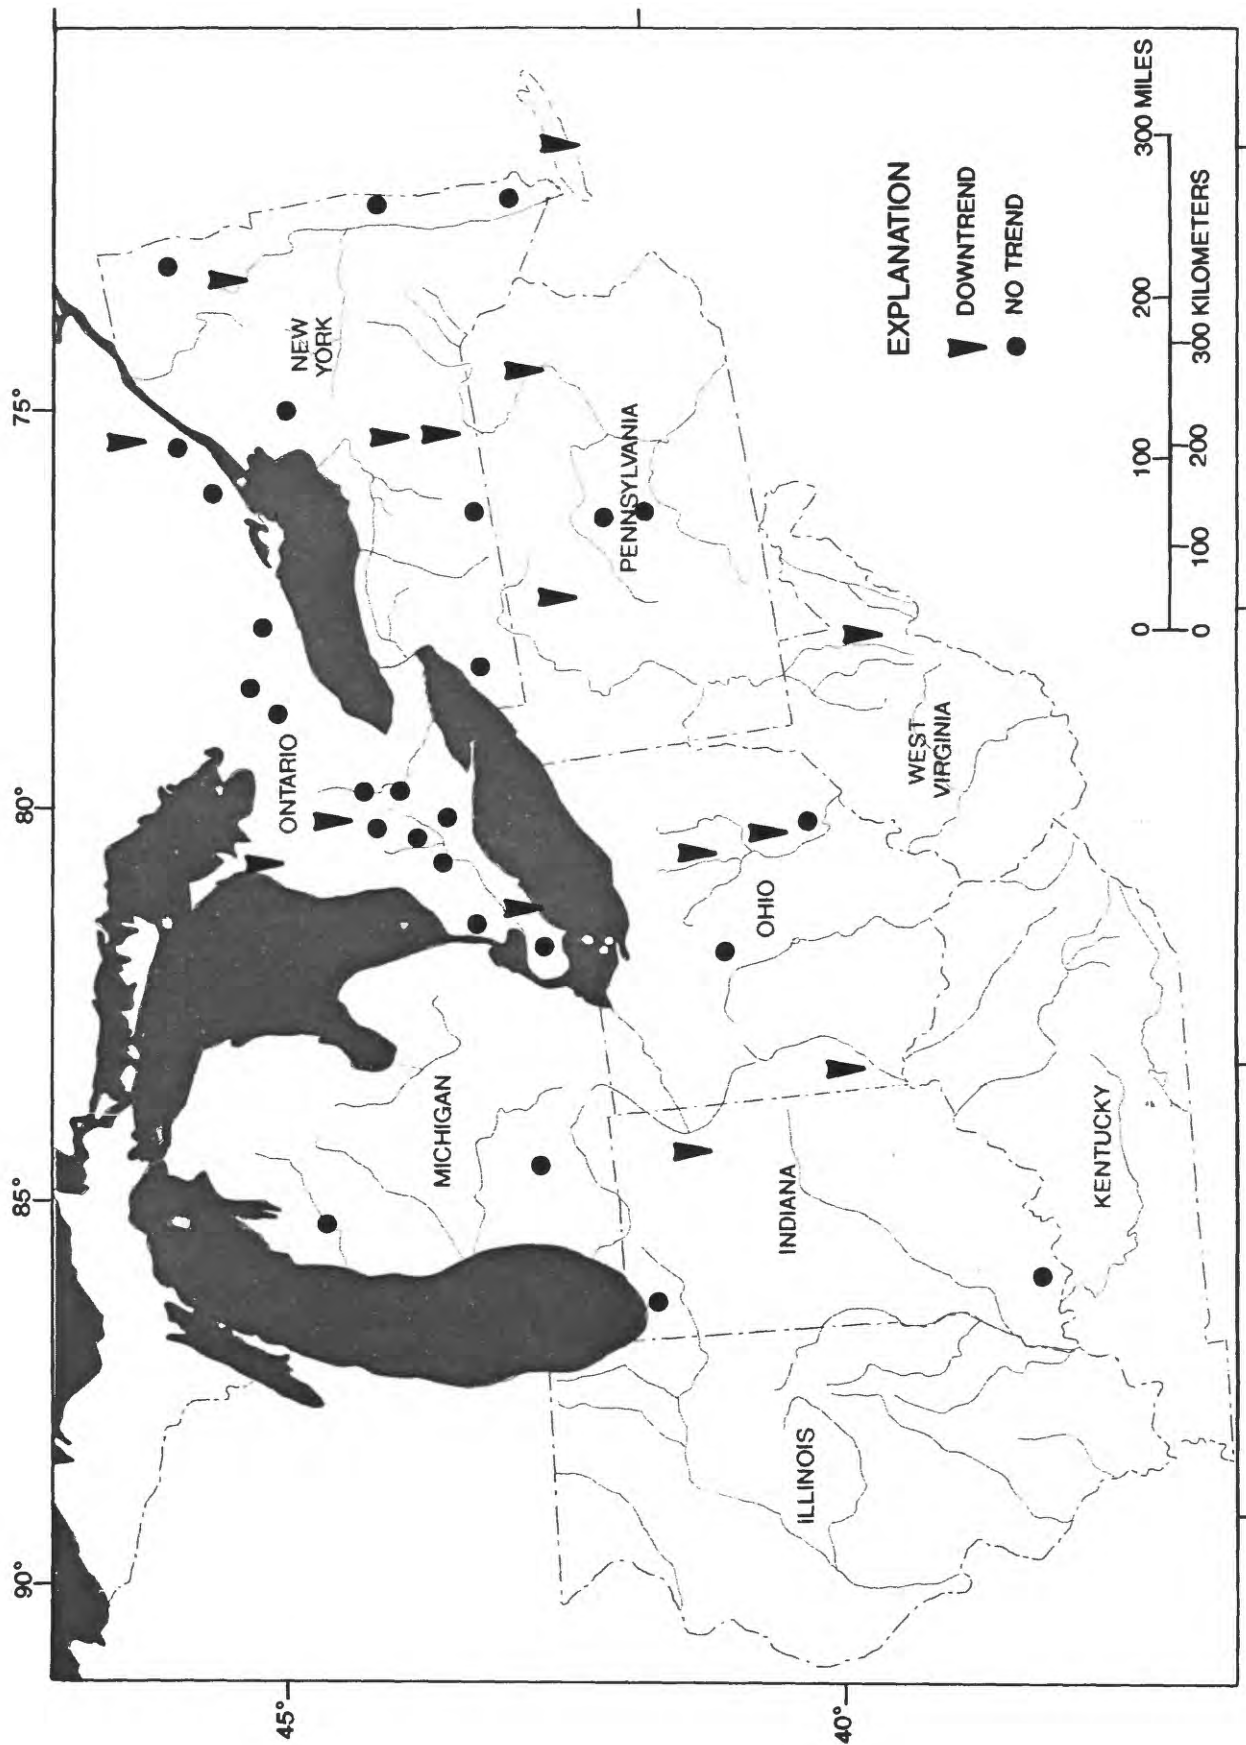 90°
85°
80°
75°
45°
40°
ONTARIO
NEW
YORK
MICHIGAN
PENNSYLVANIA
OHIO
INDIANA
ILLINOIS
WEST
VIRGINIA
KENTUCKY
EXPLANATION
DOWNTREND
NO TREND
0 100 200 300 MILES
0 100 200 300 KILOMETERS